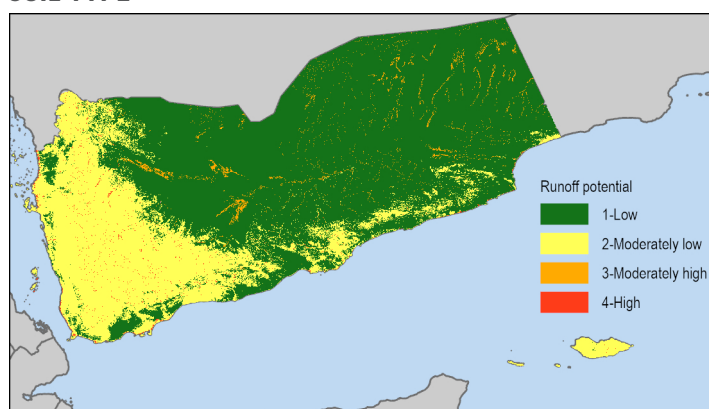 Runoff potential
1-Low
2-Moderately low
3-Moderately high
4-High